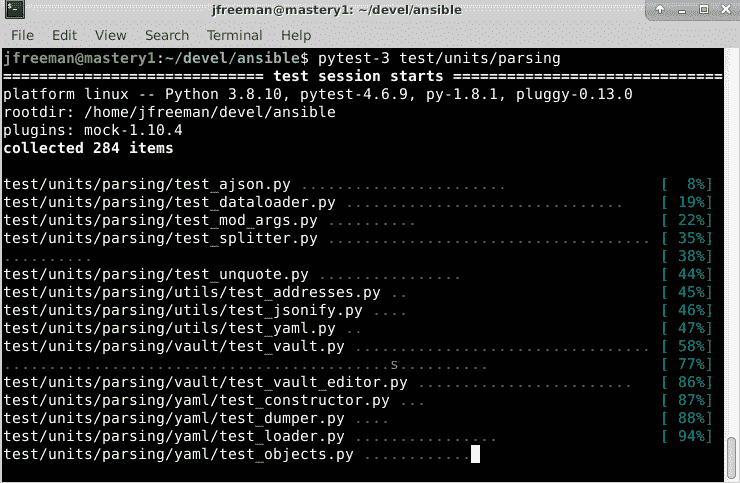 jfreeman@mastery1: ~/devel/ansible
File Edit View Search Terminal Help
jfreeman@mastery1:~/devel/ansible$ pytest-3 test/units/parsing
============================= test session starts ==============================
platform linux -- Python 3.8.10, pytest-4.6.9, py-1.8.1, pluggy-0.13.0
rootdir: /home/jfreeman/devel/ansible
plugins: mock-1.10.4
collected 284 items
test/units/parsing/test_ajson.py ....................... [  8%]
test/units/parsing/test_dataloader.py ............................... [ 19%]
test/units/parsing/test_mod_args.py .......... [ 22%]
test/units/parsing/test_splitter.py .................................... [ 35%]
.......... [ 38%]
test/units/parsing/test_unquote.py ................ [ 44%]
test/units/parsing/utils/test_addresses.py .. [ 45%]
test/units/parsing/utils/test_jsonify.py .... [ 46%]
test/units/parsing/utils/test_yaml.py .. [ 47%]
test/units/parsing/vault/test_vault.py ................................. [ 58%]
...........................................s.......... [ 77%]
test/units/parsing/vault/test_vault_editor.py ......................... [ 86%]
test/units/parsing/yaml/test_constructor.py ... [ 87%]
test/units/parsing/yaml/test_dumper.py .... [ 88%]
test/units/parsing/yaml/test_loader.py ................ [ 94%]
test/units/parsing/yaml/test_objects.py ............